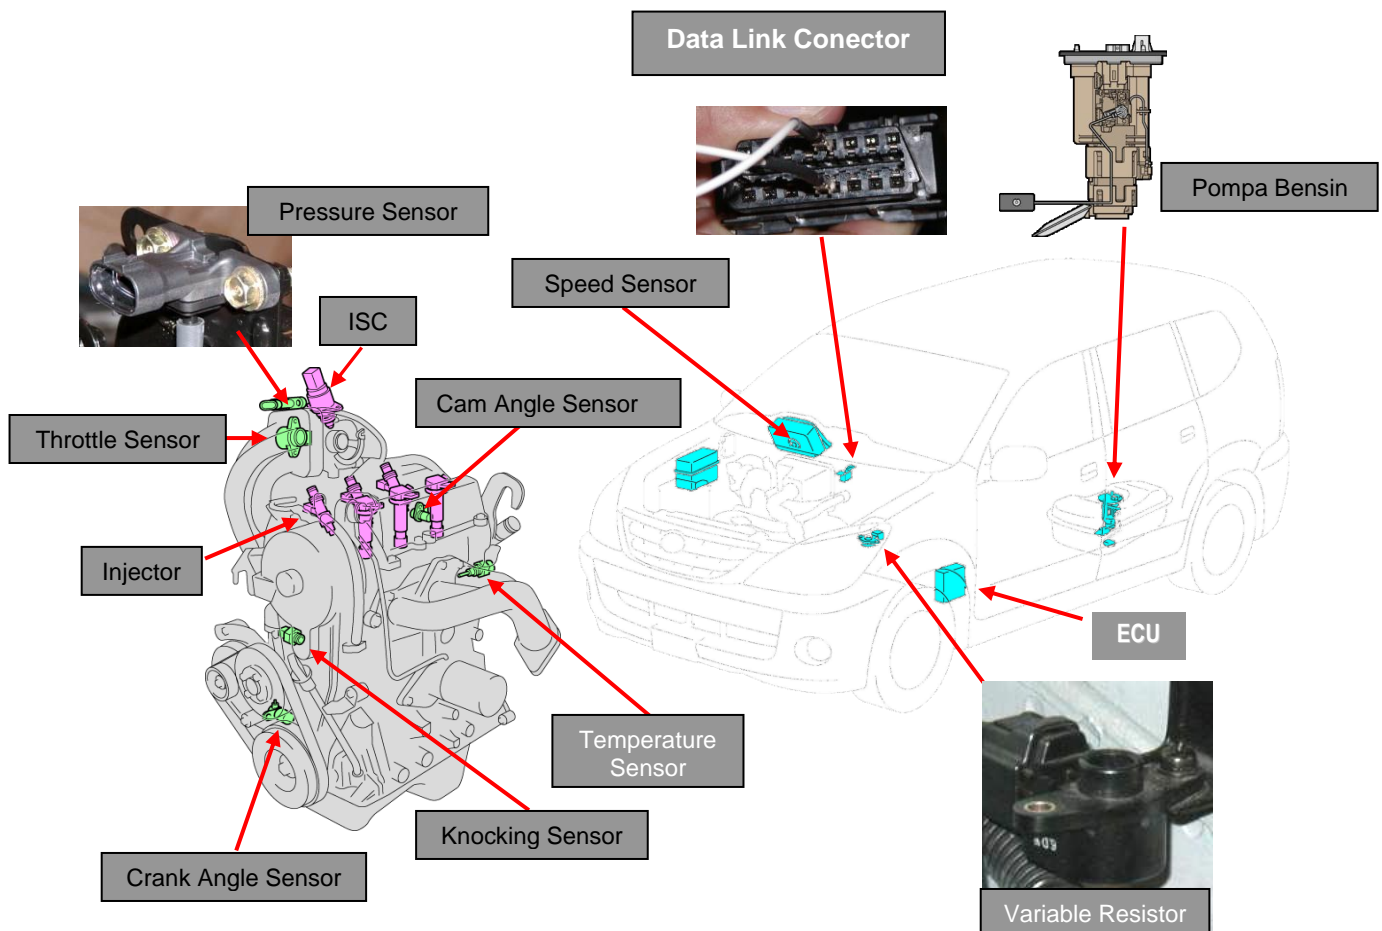 Data Link Conector
Pompa Bensin
Pressure Sensor
Speed Sensor
ISC
Cam Angle Sensor
Throttle Sensor
Injector
ECU
Temperature
Sensor
Knocking Sensor
Crank Angle Sensor
Variable Resistor